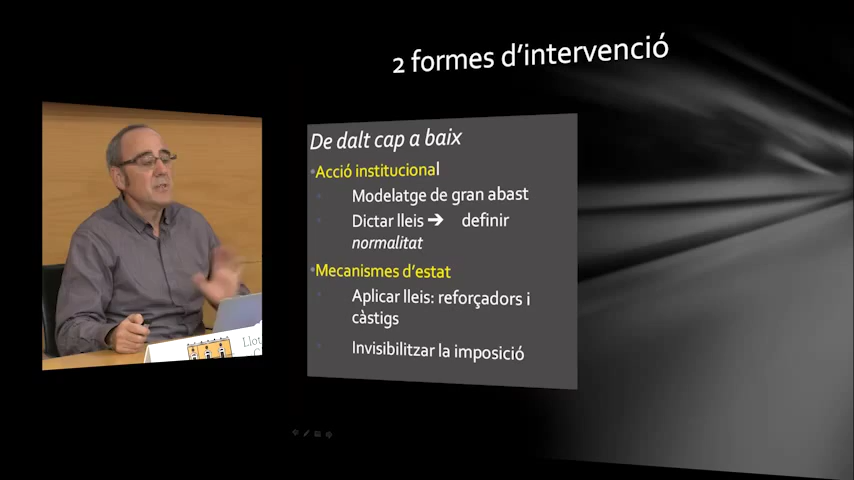 2 formes d'intervenció
De dalt cap a baix
•Acció institucional
Modelatge de gran abast
Dictar lleis ➔ definir
normalitat
•Mecanismes d'estat
Aplicar lleis: reforçadors i
càstigs
Invisibilitzar la imposició